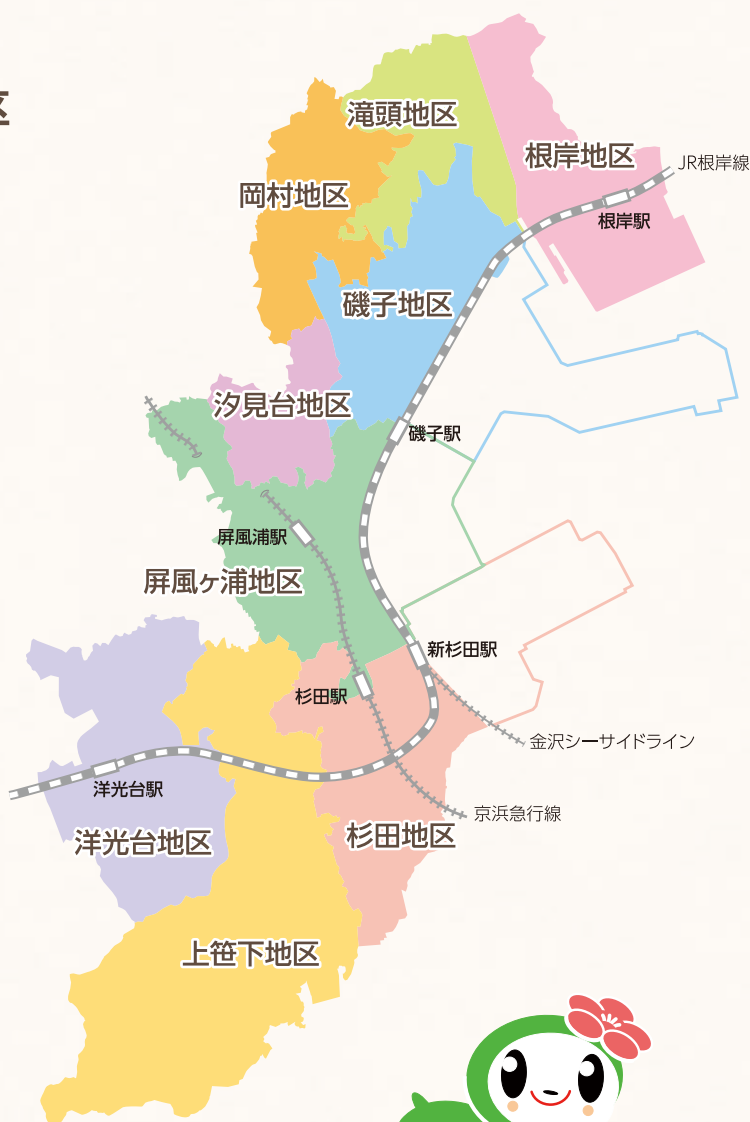 区
滝頭地区
根岸地区
JR根岸線
岡村地区
根岸駅
磯子地区
汐見台地区
磯子駅
屏風浦駅
屏風ヶ浦地区
新杉田駅
杉田駅
金沢シーサイドライン
洋光台駅
京浜急行線
洋光台地区
杉田地区
上笹下地区